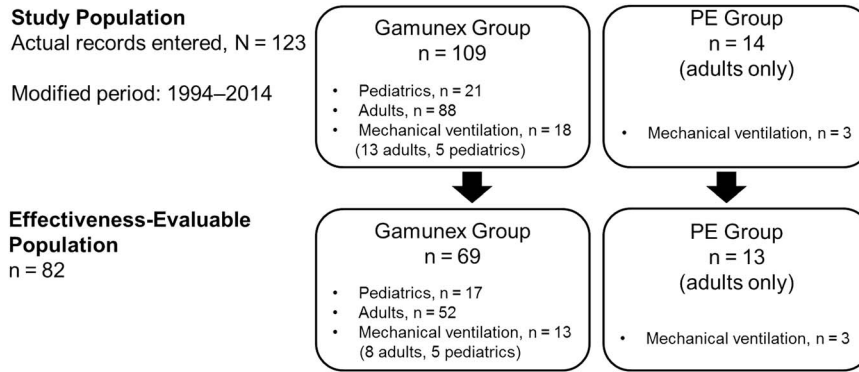 Study Population
Actual records entered, N = 123
Modified period: 1994–2014
Gamunex Group
n = 109
• Pediatrics, n = 21
• Adults, n = 88
• Mechanical ventilation, n = 18
(13 adults, 5 pediatrics)
PE Group
n = 14
(adults only)
• Mechanical ventilation, n = 3
Effectiveness-Evaluable
Population
n = 82
Gamunex Group
n = 69
• Pediatrics, n = 17
• Adults, n = 52
• Mechanical ventilation, n = 13
(8 adults, 5 pediatrics)
PE Group
n = 13
(adults only)
• Mechanical ventilation, n = 3